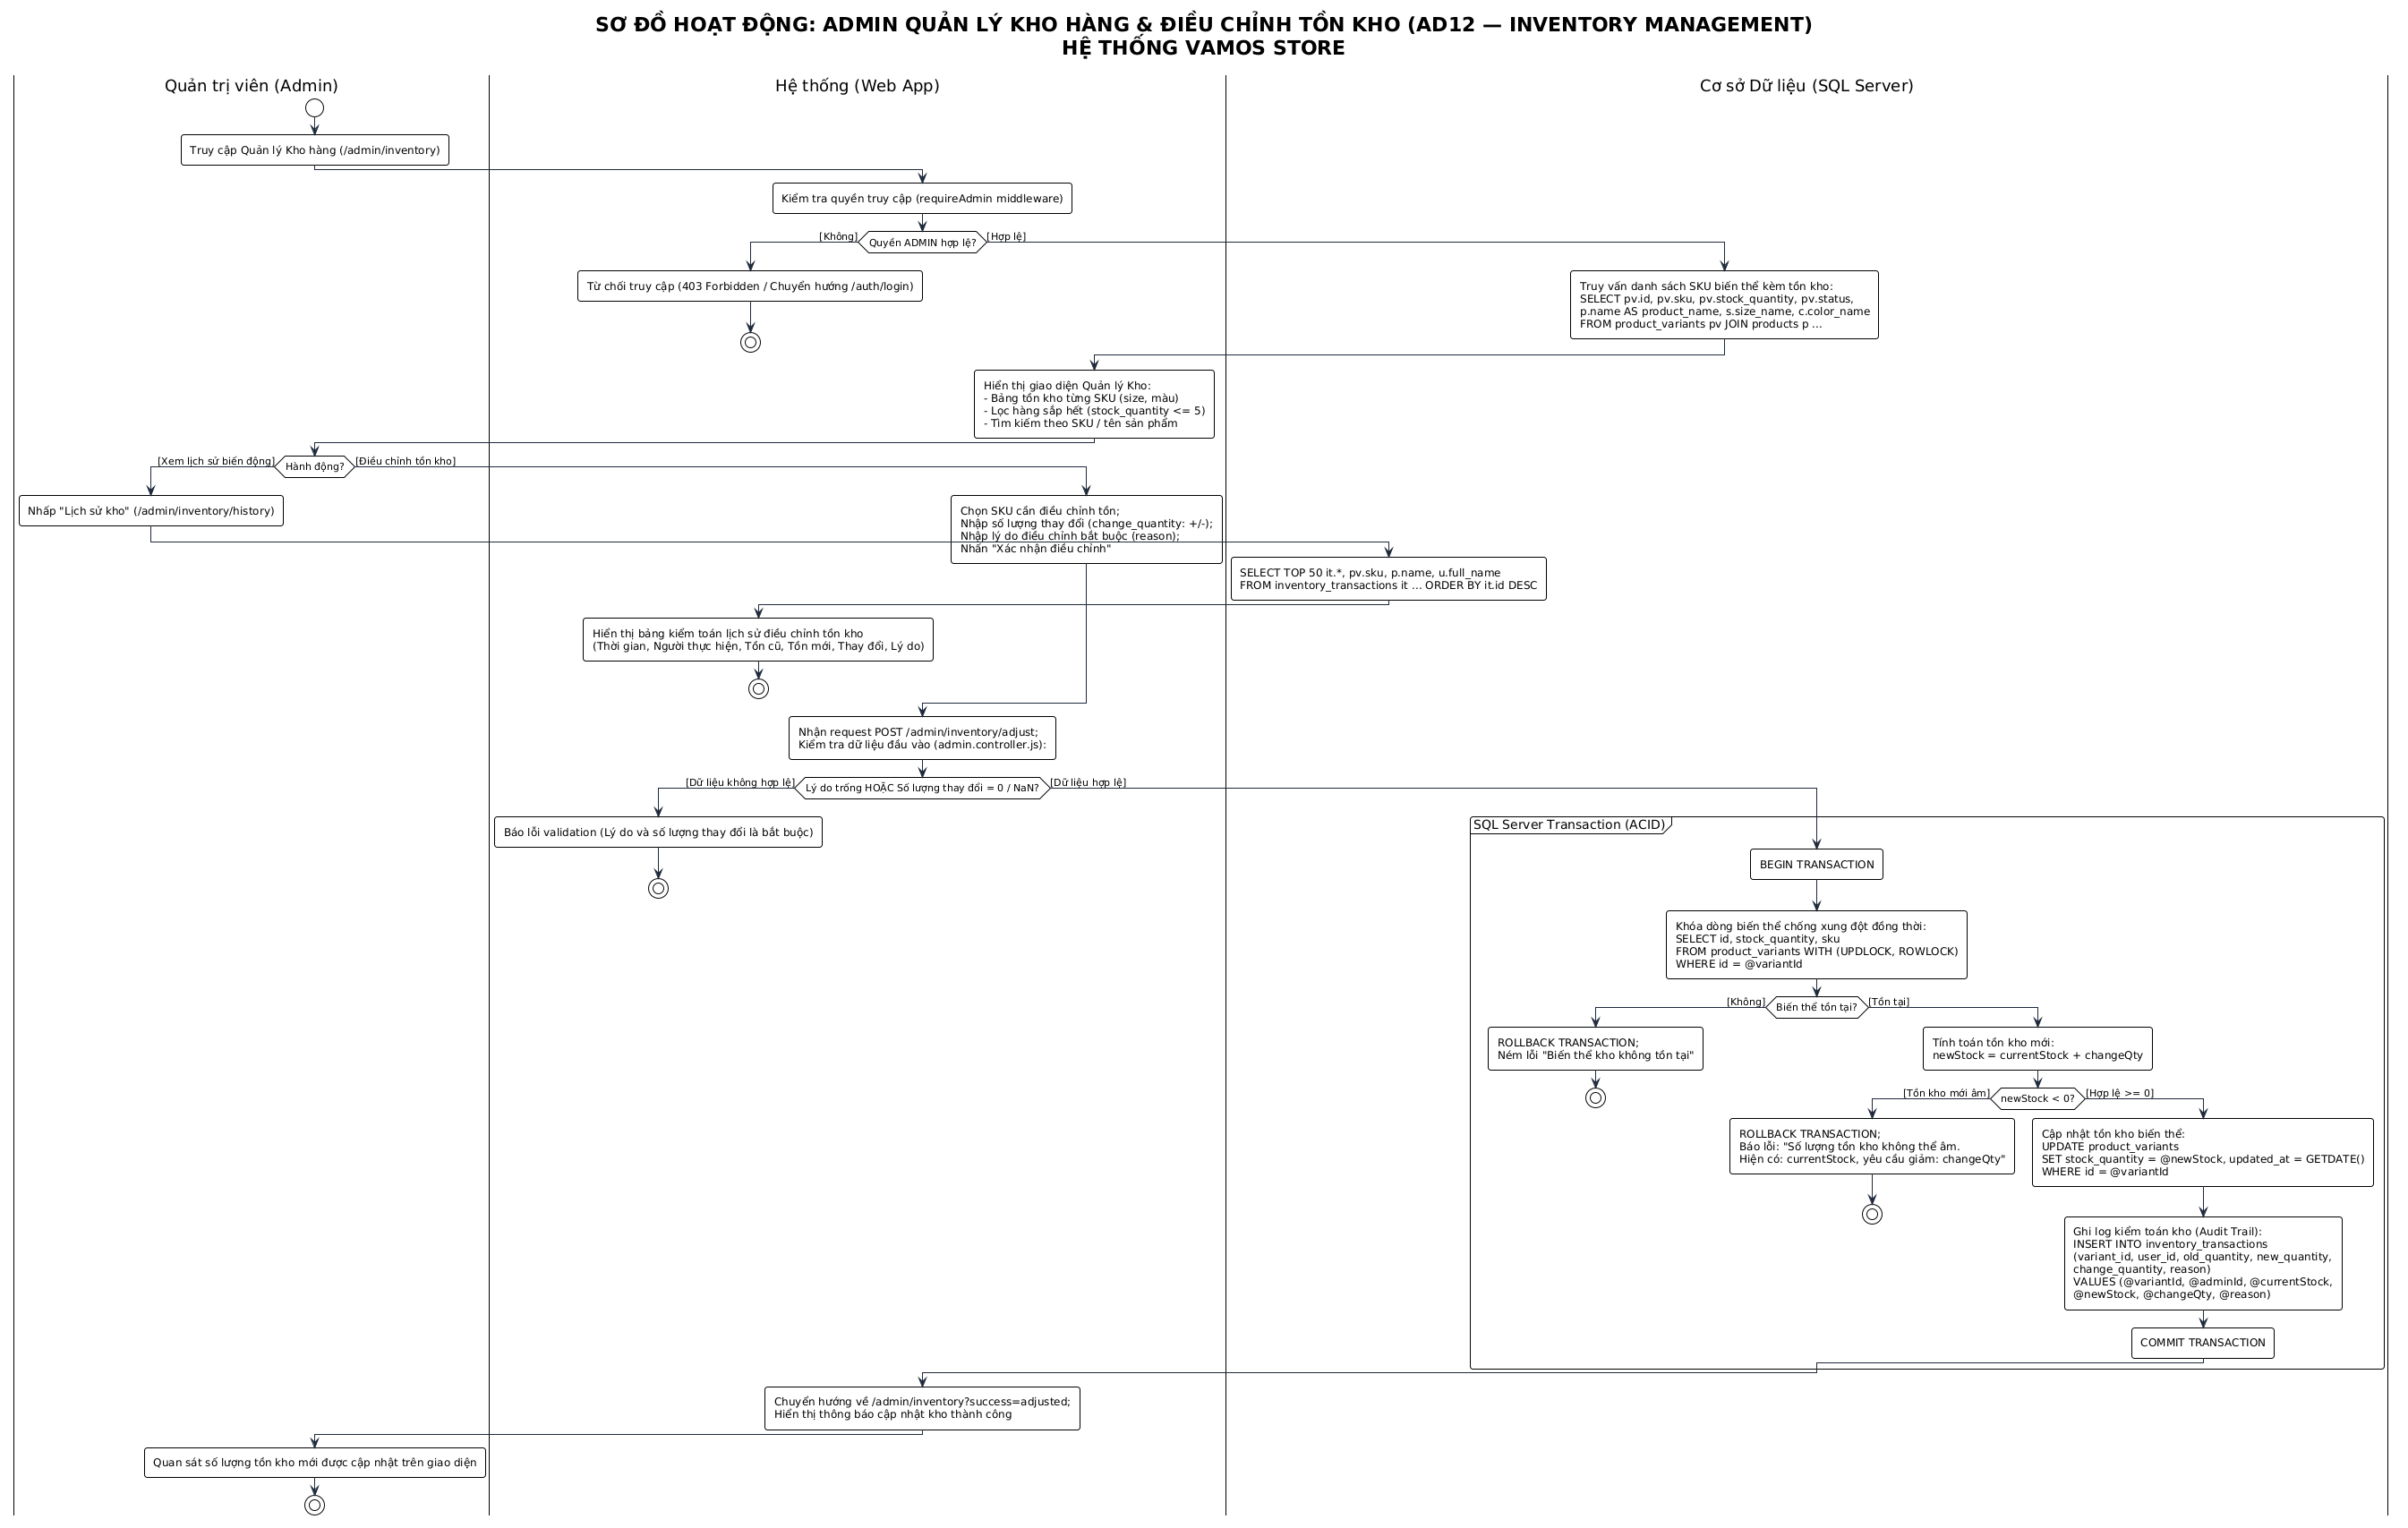 SƠ ĐỒ HOẠT ĐỘNG: ADMIN QUẢN LÝ KHO HÀNG & ĐIỀU CHỈNH TỒN KHO (AD12 — INVENTORY MANAGEMENT)
HỆ THỐNG VAMOS STORE
Quản trị viên (Admin)
Hệ thống (Web App)
Cơ sở Dữ liệu (SQL Server)
Truy cập Quản lý Kho hàng (/admin/inventory)
Kiểm tra quyền truy cập (requireAdmin middleware)
[Không]
Quyền ADMIN hợp lệ?
[Hợp lệ]
Từ chối truy cập (403 Forbidden / Chuyển hướng /auth/login)
Truy vấn danh sách SKU biến thể kèm tồn kho:
SELECT pv.id, pv.sku, pv.stock_quantity, pv.status,
p.name AS product_name, s.size_name, c.color_name
FROM product_variants pv JOIN products p ...
Hiển thị giao diện Quản lý Kho:
- Bảng tồn kho từng SKU (size, màu)
- Lọc hàng sắp hết (stock_quantity <= 5)
- Tìm kiếm theo SKU / tên sản phẩm
[Xem lịch sử biến động]
Hành động?
[Điều chỉnh tồn kho]
Nhấp "Lịch sử kho" (/admin/inventory/history)
Chọn SKU cần điều chỉnh tồn;
Nhập số lượng thay đổi (change_quantity: +/-);
Nhập lý do điều chỉnh bắt buộc (reason);
Nhấn "Xác nhận điều chỉnh"
SELECT TOP 50 it.*, pv.sku, p.name, u.full_name
FROM inventory_transactions it ... ORDER BY it.id DESC
Hiển thị bảng kiểm toán lịch sử điều chỉnh tồn kho
(Thời gian, Người thực hiện, Tồn cũ, Tồn mới, Thay đổi, Lý do)
Nhận request POST /admin/inventory/adjust;
Kiểm tra dữ liệu đầu vào (admin.controller.js):
[Dữ liệu không hợp lệ]
Lý do trống HOẶC Số lượng thay đổi = 0 / NaN?
[Dữ liệu hợp lệ]
Báo lỗi validation (Lý do và số lượng thay đổi là bắt buộc)
SQL Server Transaction (ACID)
BEGIN TRANSACTION
Khóa dòng biến thể chống xung đột đồng thời:
SELECT id, stock_quantity, sku
FROM product_variants WITH (UPDLOCK, ROWLOCK)
WHERE id = @variantId
[Không]
Biến thể tồn tại?
[Tồn tại]
ROLLBACK TRANSACTION;
Ném lỗi "Biến thể kho không tồn tại"
Tính toán tồn kho mới:
newStock = currentStock + changeQty
[Tồn kho mới âm]
newStock < 0?
[Hợp lệ >= 0]
ROLLBACK TRANSACTION;
Báo lỗi: "Số lượng tồn kho không thể âm.
Hiện có: currentStock, yêu cầu giảm: changeQty"
Cập nhật tồn kho biến thể:
UPDATE product_variants
SET stock_quantity = @newStock, updated_at = GETDATE()
WHERE id = @variantId
Ghi log kiểm toán kho (Audit Trail):
INSERT INTO inventory_transactions
(variant_id, user_id, old_quantity, new_quantity,
change_quantity, reason)
VALUES (@variantId, @adminId, @currentStock,
@newStock, @changeQty, @reason)
COMMIT TRANSACTION
Chuyển hướng về /admin/inventory?success=adjusted;
Hiển thị thông báo cập nhật kho thành công
Quan sát số lượng tồn kho mới được cập nhật trên giao diện